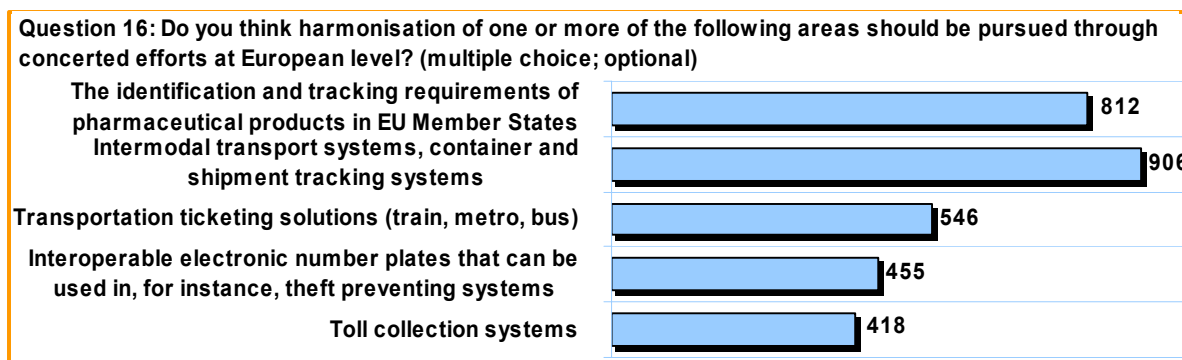 Question 16: Do you think harmonisation of one or more of the following areas should be pursued through
concerted efforts at European level? (multiple choice; optional)
The identification and tracking requirements of
pharmaceutical products in EU Member States
812
Intermodal transport systems, container and
shipment tracking systems
906
Transportation ticketing solutions (train, metro, bus)
546
Interoperable electronic number plates that can be
used in, for instance, theft preventing systems
455
Toll collection systems
418